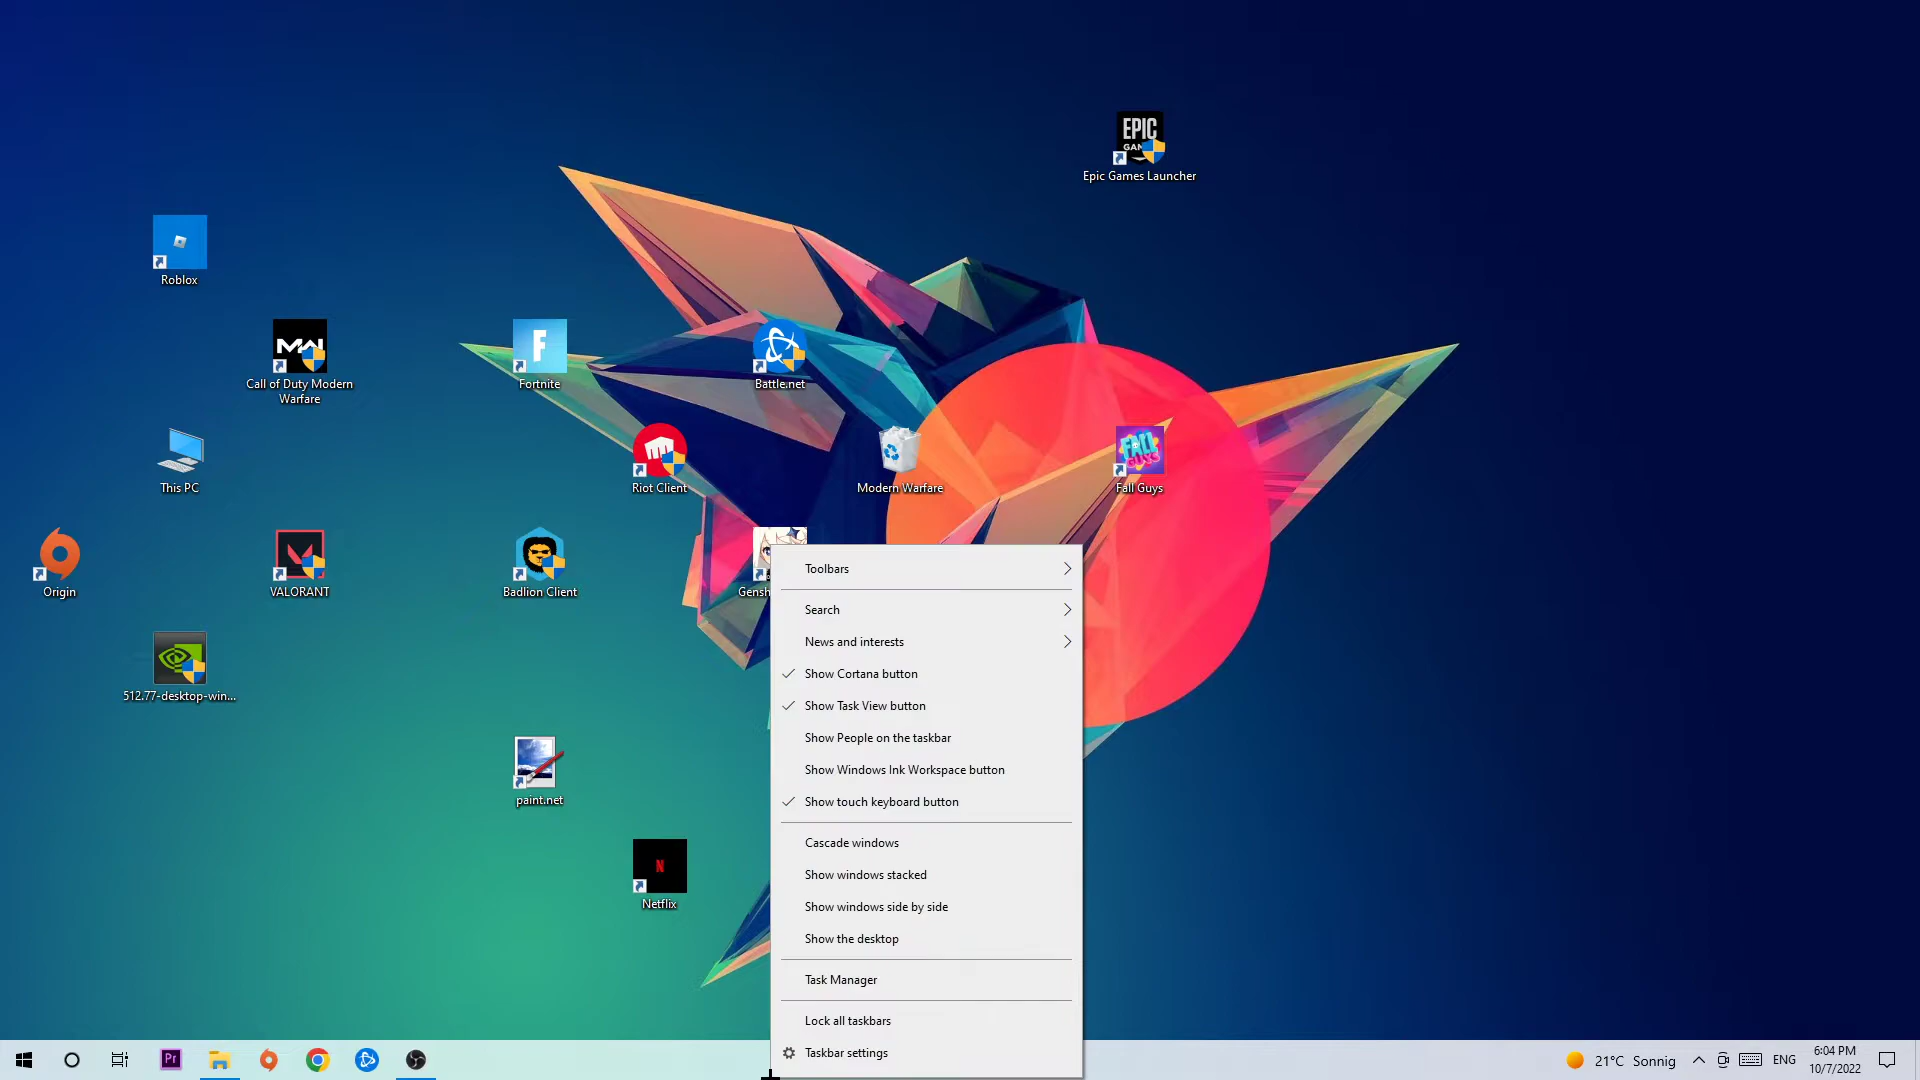 EPIC
GAMES
Epic Games Launcher
Roblox
MW
F
Call of Duty Modern
Warfare
Fortnite
Battle.net
FALL
GUYS
This PC
Riot Client
Modern Warfare
Fall Guys
Origin
VALORANT
Badlion Client
Gensh
512.77-desktop-win...
paint.net
N
Netflix
Toolbars
Search
News and interests
Show Cortana button
Show Task View button
Show People on the taskbar
Show Windows Ink Workspace button
Show touch keyboard button
Cascade windows
Show windows stacked
Show windows side by side
Show the desktop
Task Manager
Lock all taskbars
Taskbar settings
Pr
21°C Sonnig
ENG
6:04 PM
10/7/2022